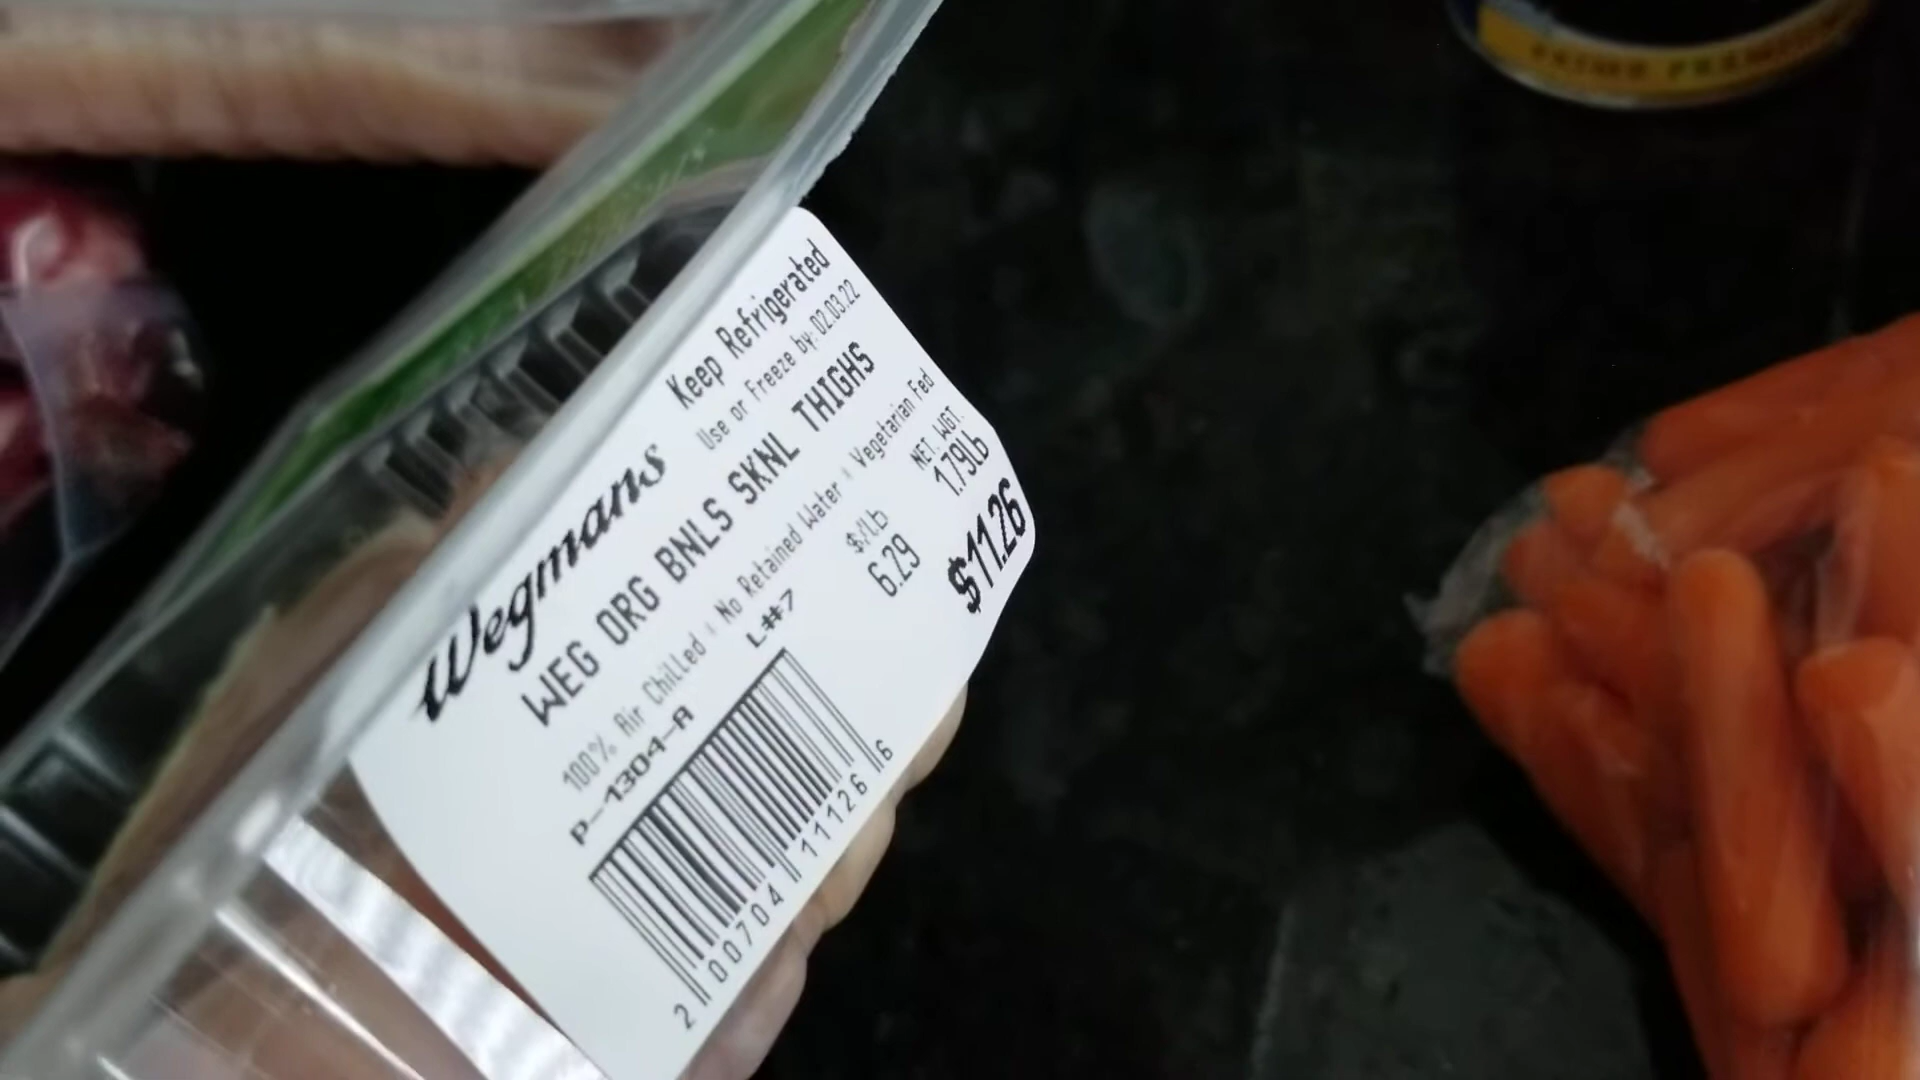 Wegmans
Keep Refrigerated
Use or Freeze by: 02.03.22
WEG ORG BNLS SKNL THIGHS
100% Air Chilled : No Retained Water : Vegetarian Fed
P-1304-A
L##7
$/lb
6.29
NET. WGT.
1.79lb
$11.26
2 00704 11126 6